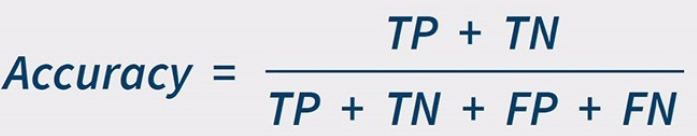 TP + TN
Accuracy =
TP + TN + FP + FN